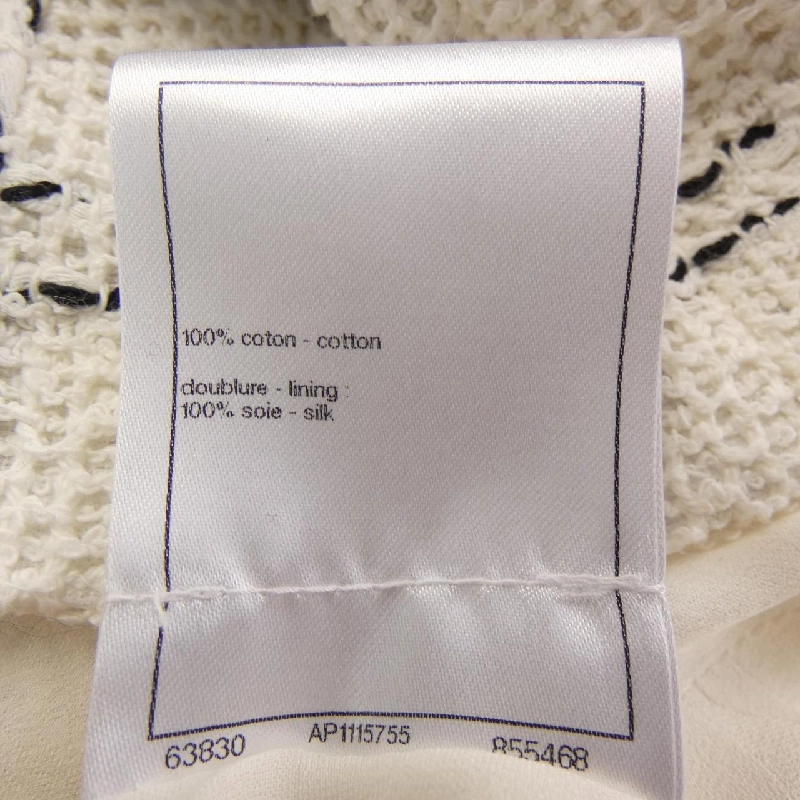 100% coton - cotton
doublure - lining :
100% soie - silk
63830 AP1115755 855468